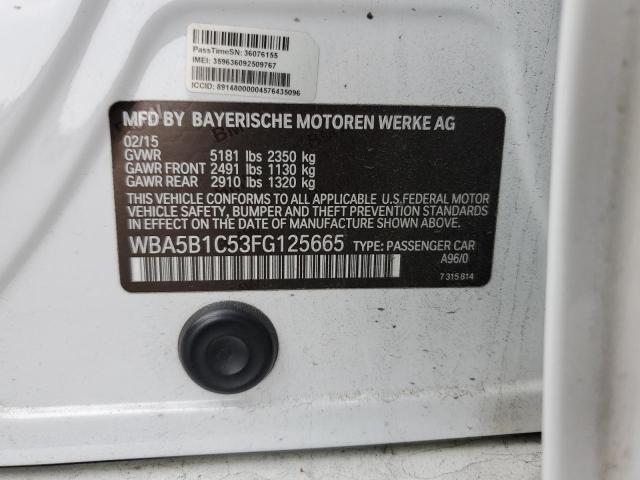 PassTimeSN: 36076155
IMEI: 359636092509767
ICCID: 89148000004576435096
MFD BY BAYERISCHE MOTOREN WERKE AG
02/15
GVWR 5181 lbs 2350 kg
GAWR FRONT 2491 lbs 1130 kg
GAWR REAR 2910 lbs 1320 kg
THIS VEHICLE CONFORMS TO ALL APPLICABLE U.S.FEDERAL MOTOR
VEHICLE SAFETY, BUMPER AND THEFT PREVENTION STANDARDS
IN EFFECT ON THE DATE OF MANUFACTURE SHOWN ABOVE.
WBA5B1C53FG125665 TYPE: PASSENGER CAR
A96/0
7 315 814